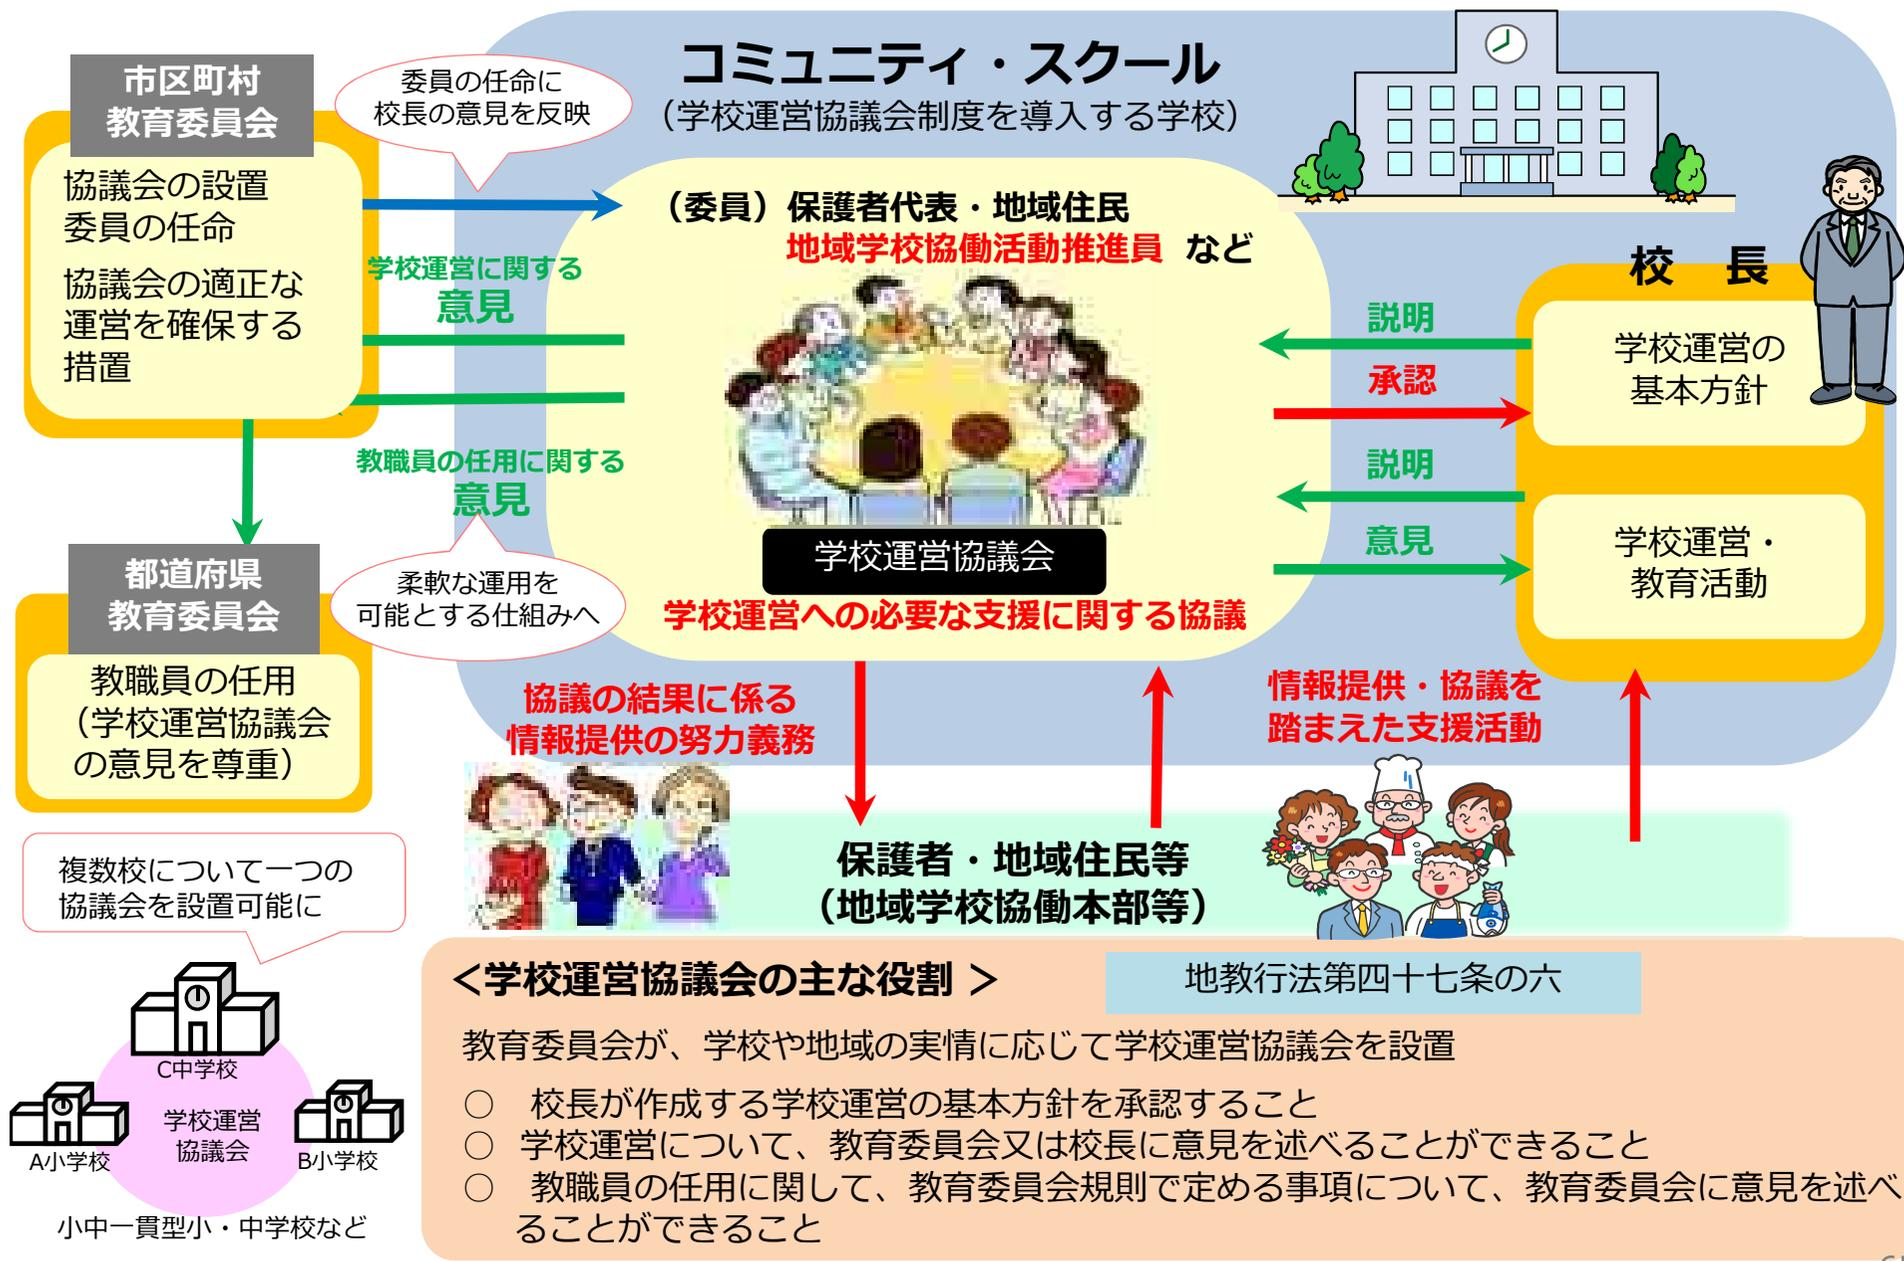 コミュニティ・スクール
（学校運営協議会制度を導入する学校）
市区町村
教育委員会
協議会の設置
委員の任命
協議会の適正な
運営を確保する
措置
委員の任命に
校長の意見を反映
学校運営に関する
意見
教職員の任用に関する
意見
柔軟な運用を
可能とする仕組みへ
（委員）保護者代表・地域住民
地域学校協働活動推進員 など
学校運営協議会
学校運営への必要な支援に関する協議
校 長
説明
承認
学校運営の
基本方針
説明
意見
学校運営・
教育活動
都道府県
教育委員会
教職員の任用
（学校運営協議会
の意見を尊重）
協議の結果に係る
情報提供の努力義務
情報提供・協議を
踏まえた支援活動
保護者・地域住民等
（地域学校協働本部等）
複数校について一つの
協議会を設置可能に
C中学校
学校運営
協議会
A小学校
B小学校
小中一貫型小・中学校など
＜学校運営協議会の主な役割 ＞
地教行法第四十七条の六
教育委員会が、学校や地域の実情に応じて学校運営協議会を設置
○ 校長が作成する学校運営の基本方針を承認すること
○ 学校運営について、教育委員会又は校長に意見を述べることができること
○ 教職員の任用に関して、教育委員会規則で定める事項について、教育委員会に意見を述べ
ることができること